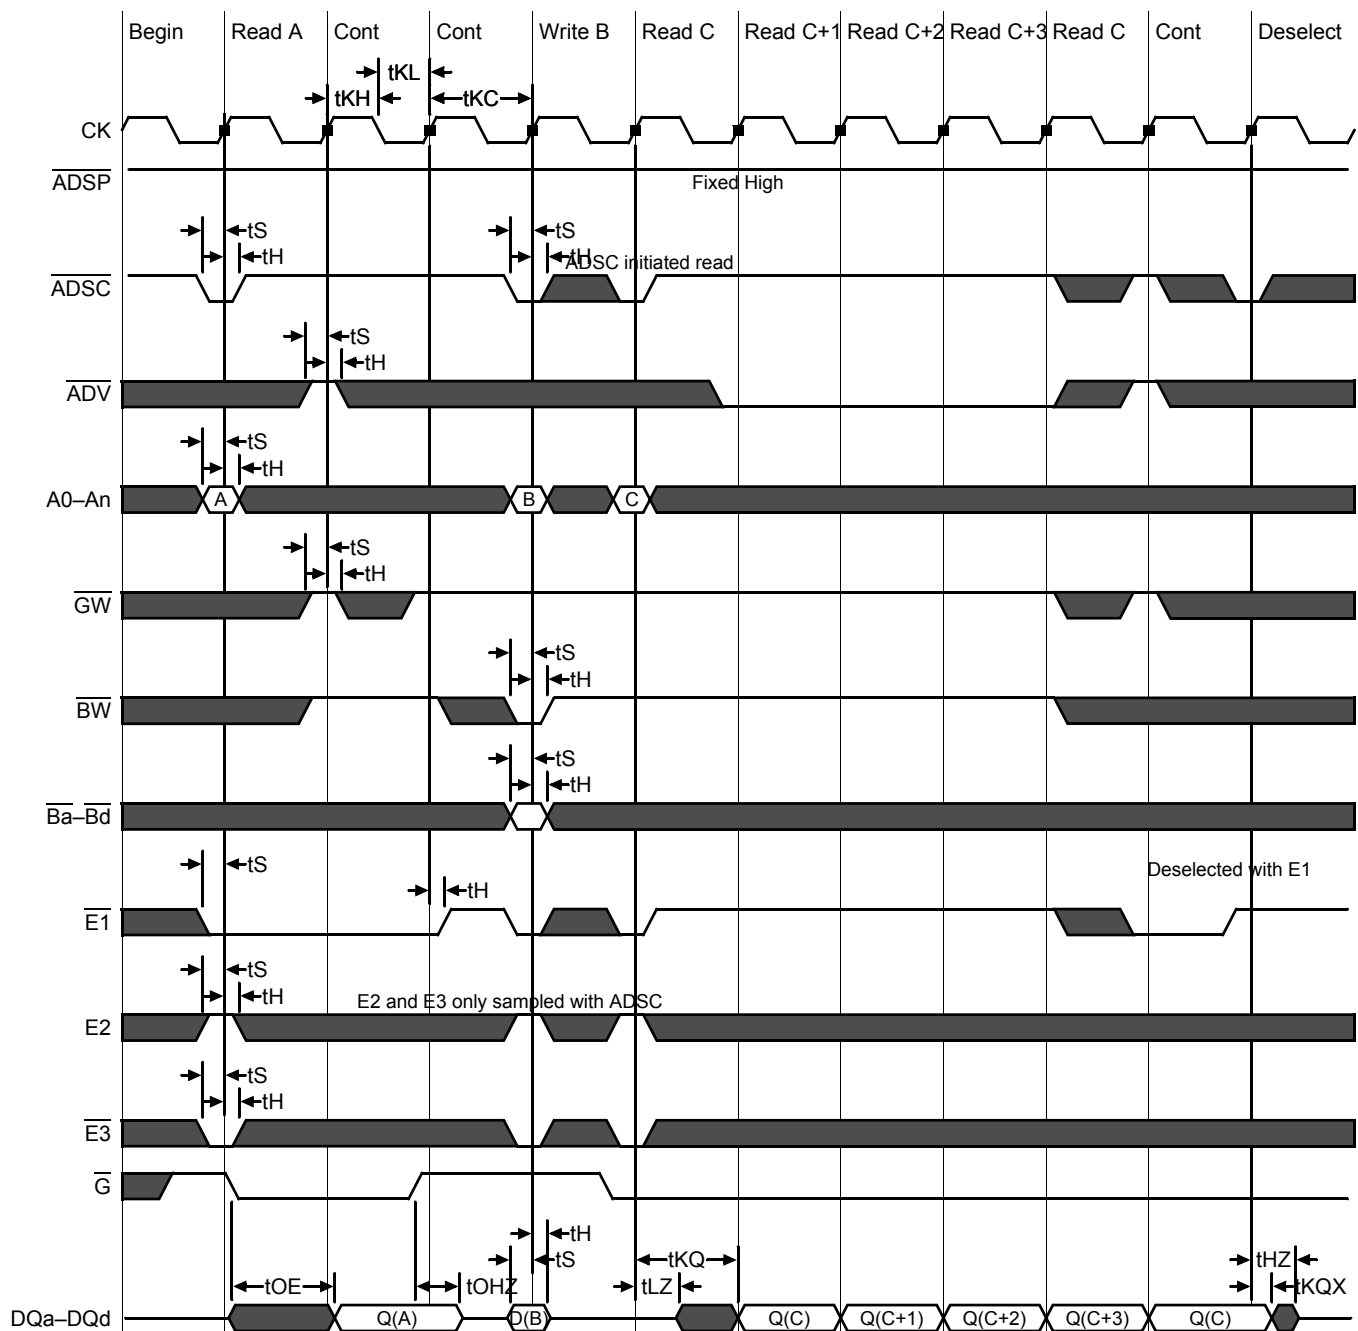 Begin Read A Cont Cont Write B Read C Read C+1 Read C+2 Read C+3 Read C Cont Deselect
tKL
tKH tKC
CK
ADSP Fixed High
tS tS
tH tH
ADSC initiated read
ADSC
tS
tH
ADV
tS
tH
A0–An A B C
tS
tH
GW
tS
tH
BW
tS
tH
Ba–Bd
tS Deselected with E1
tH
E1
tS
tH
E2 and E3 only sampled with ADSC
E2
tS
tH
E3
G
tH
tS tKQ tHZ
tOE tOHZ tLZ tKQX
DQa–DQd Q(A) D(B) Q(C) Q(C+1) Q(C+2) Q(C+3) Q(C)